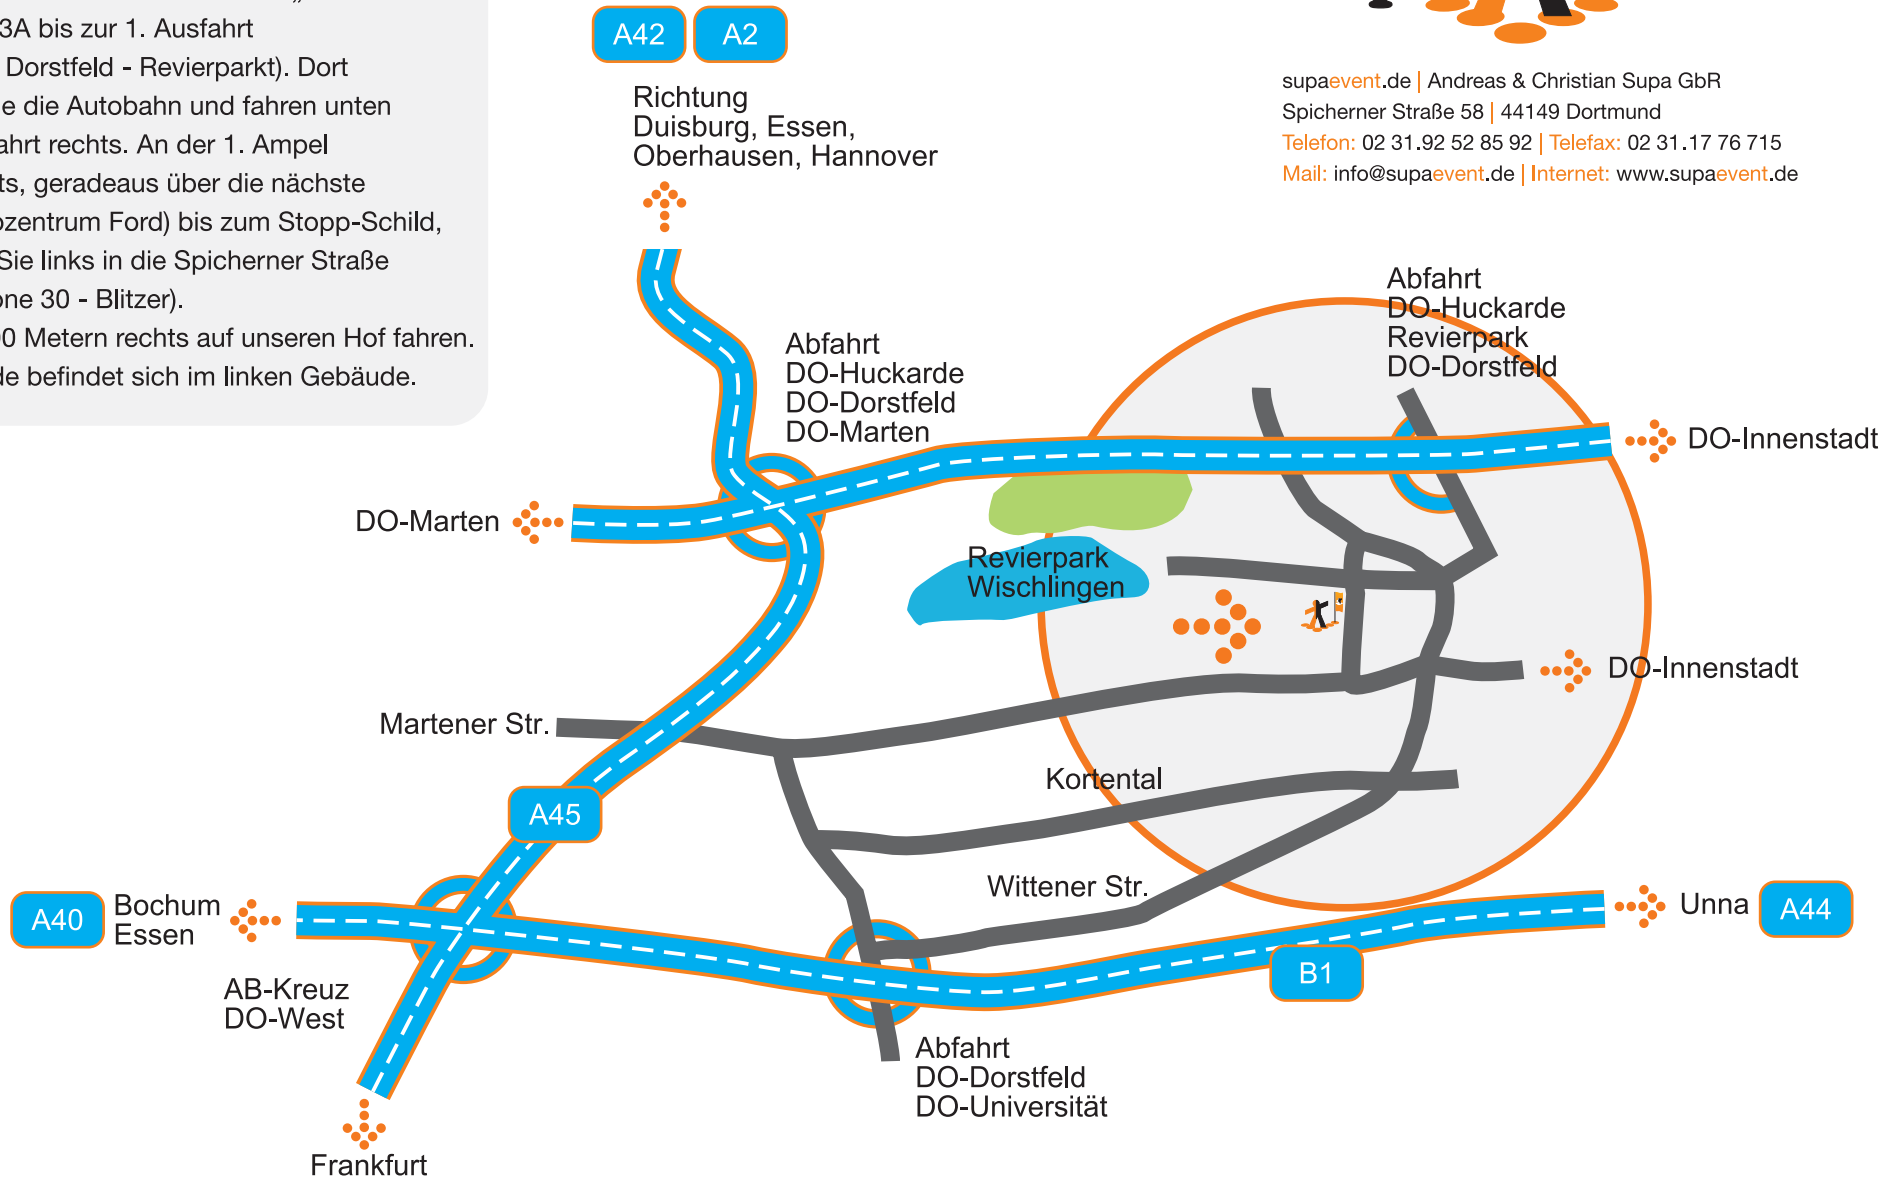 3A bis zur 1. Ausfahrt
Dorstfeld - Revierparkt). Dort
e die Autobahn und fahren unten
ahrt rechts. An der 1. Ampel
ts, geradeaus über die nächste
ozentrum Ford) bis zum Stopp-Schild,
Sie links in die Spicherner Straße
one 30 - Blitzer).
00 Metern rechts auf unseren Hof fahren.
de befindet sich im linken Gebäude.
A42 A2
Richtung
Duisburg, Essen,
Oberhausen, Hannover
supaevent.de | Andreas & Christian Supa GbR
Spicherner Straße 58 | 44149 Dortmund
Telefon: 02 31.92 52 85 92 | Telefax: 02 31.17 76 715
Mail: info@supaevent.de | Internet: www.supaevent.de
Abfahrt
DO-Huckarde
Revierpark
DO-Dorstfeld
Abfahrt
DO-Huckarde
DO-Dorstfeld
DO-Marten
DO-Innenstadt
DO-Marten
Revierpark
Wischlingen
DO-Innenstadt
Martener Str.
Kortental
A45
Wittener Str.
A40
Bochum
Essen
Unna
A44
B1
AB-Kreuz
DO-West
Abfahrt
DO-Dorstfeld
DO-Universität
Frankfurt